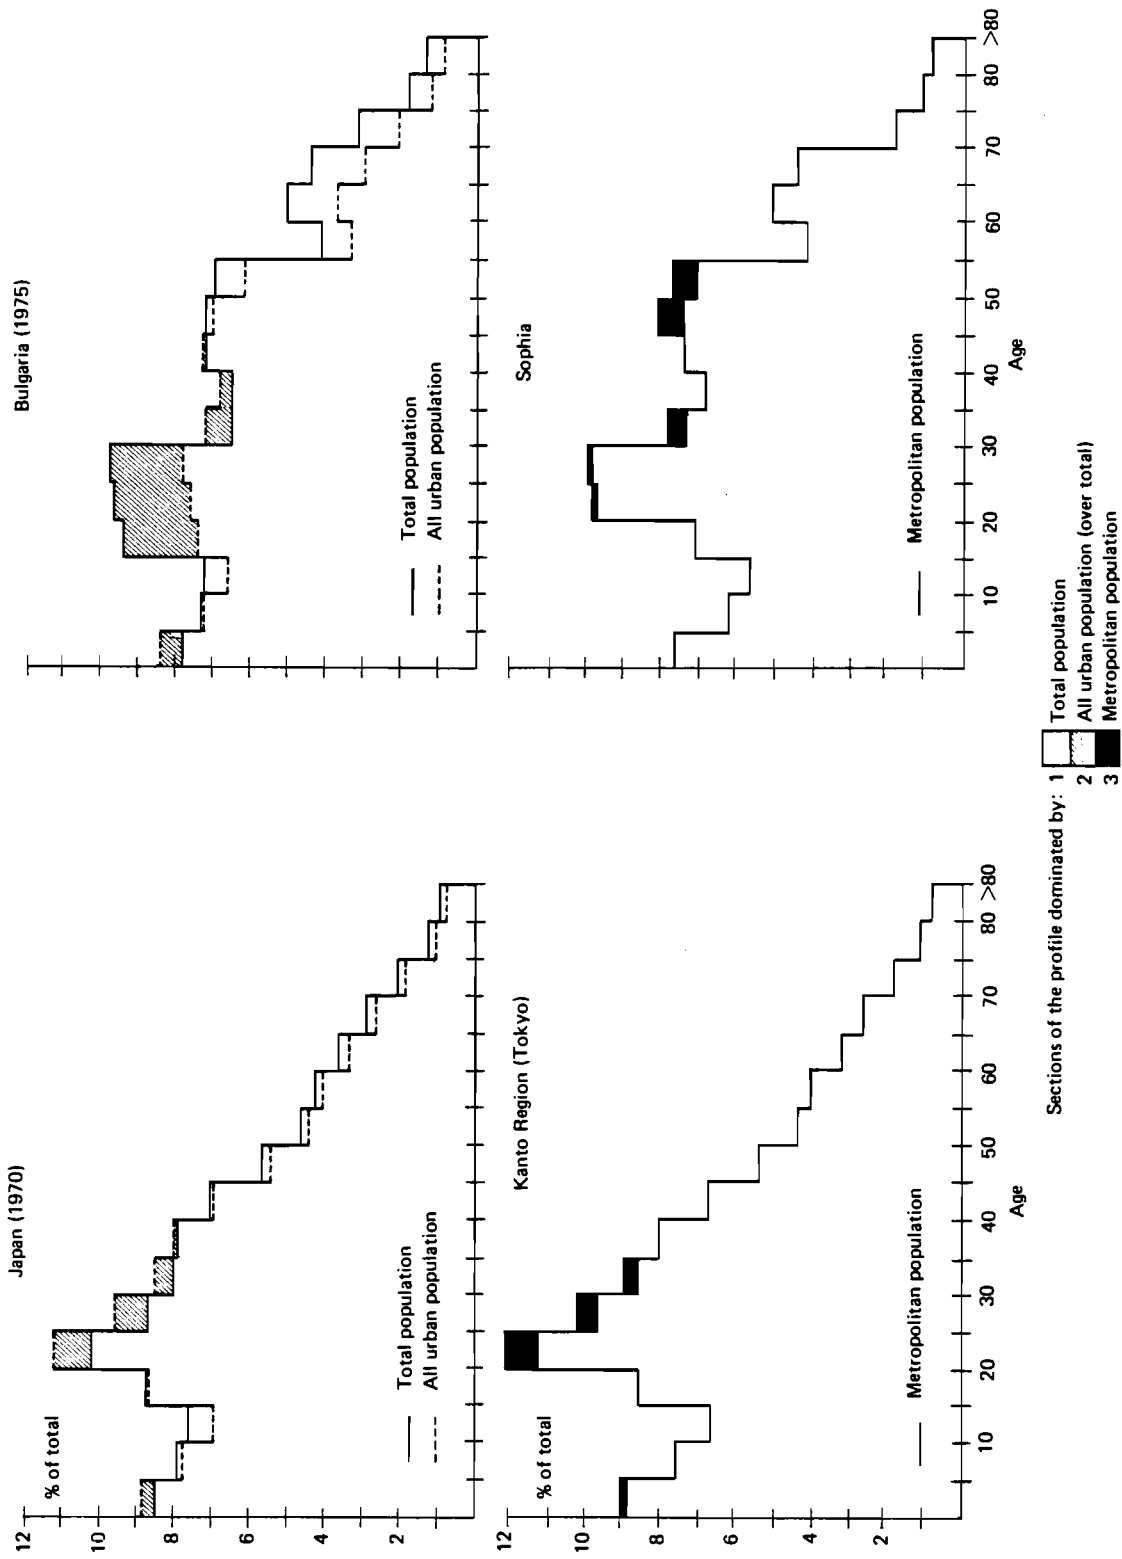 Japan (1970)
% of total
12
10
8
6
4
2
Total population
All urban population
Bulgaria (1975)
Total population
All urban population
Kanto Region (Tokyo)
% of total
12
10
8
6
4
2
Metropolitan population
10 20 30 40 50 60 70 80 >80
Age
Sophia
Metropolitan population
10 20 30 40 50 60 70 80 >80
Age
Sections of the profile dominated by: 1 Total population
2 All urban population (over total)
3 Metropolitan population